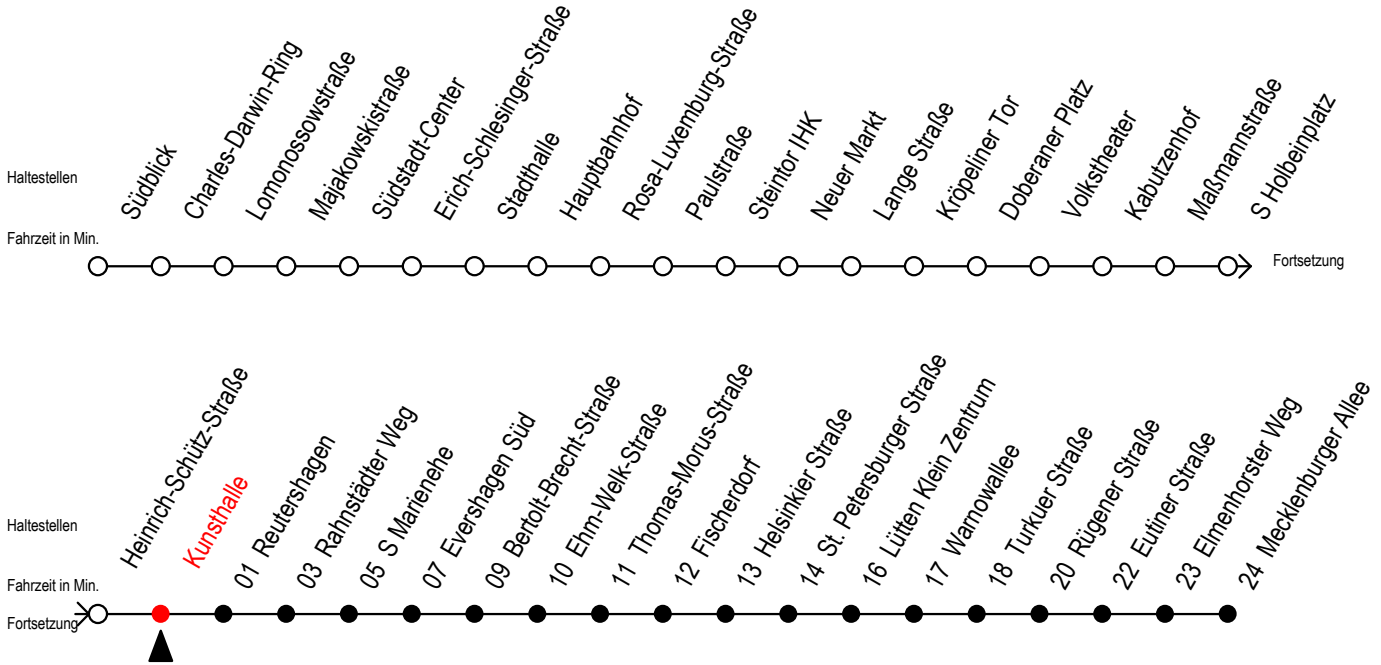 Haltestellen
Südblick
Charles-Darwin-Ring
Lomonossowstraße
Majakowskistraße
Südstadt-Center
Erich-Schlesinger-Straße
Stadthalle
Hauptbahnhof
Rosa-Luxemburg-Straße
Paulstraße
Steintor IHK
Neuer Markt
Lange Straße
Kröpeliner Tor
Doberaner Platz
Volkstheater
Kabutzenhof
Maßmannstraße
S Holbeinplatz
Fahrzeit in Min.
Fortsetzung
Haltestellen
Heinrich-Schütz-Straße
Kunsthalle
01 Reutershagen
03 Rahnstädter Weg
05 S Marienehe
07 Evershagen Süd
09 Bertolt-Brecht-Straße
10 Ehm-Welk-Straße
11 Thomas-Morus-Straße
12 Fischerdorf
13 Helsinkier Straße
14 St. Petersburger Straße
16 Lütten Klein Zentrum
17 Warnowallee
18 Turkuer Straße
20 Rügener Straße
22 Eutiner Straße
23 Elmenhorster Weg
24 Mecklenburger Allee
Fahrzeit in Min.
Fortsetzung